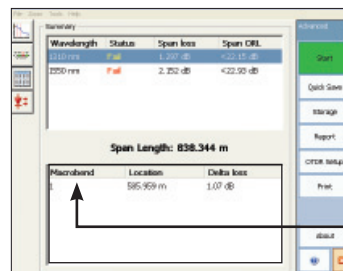 File Zoom Tools Help
Summary
Wavelength Status Span loss Span ORL
1310 nm Fail 1.297 dB <22.15 dB
1550 nm Fail 2.352 dB <22.93 dB
Span Length: 838.344 m
Macrobend Location Delta loss
1 585.959 m 1.07 dB
Advanced
Start
Quick Save
Storage
Report
OTDR Setup
Print
About